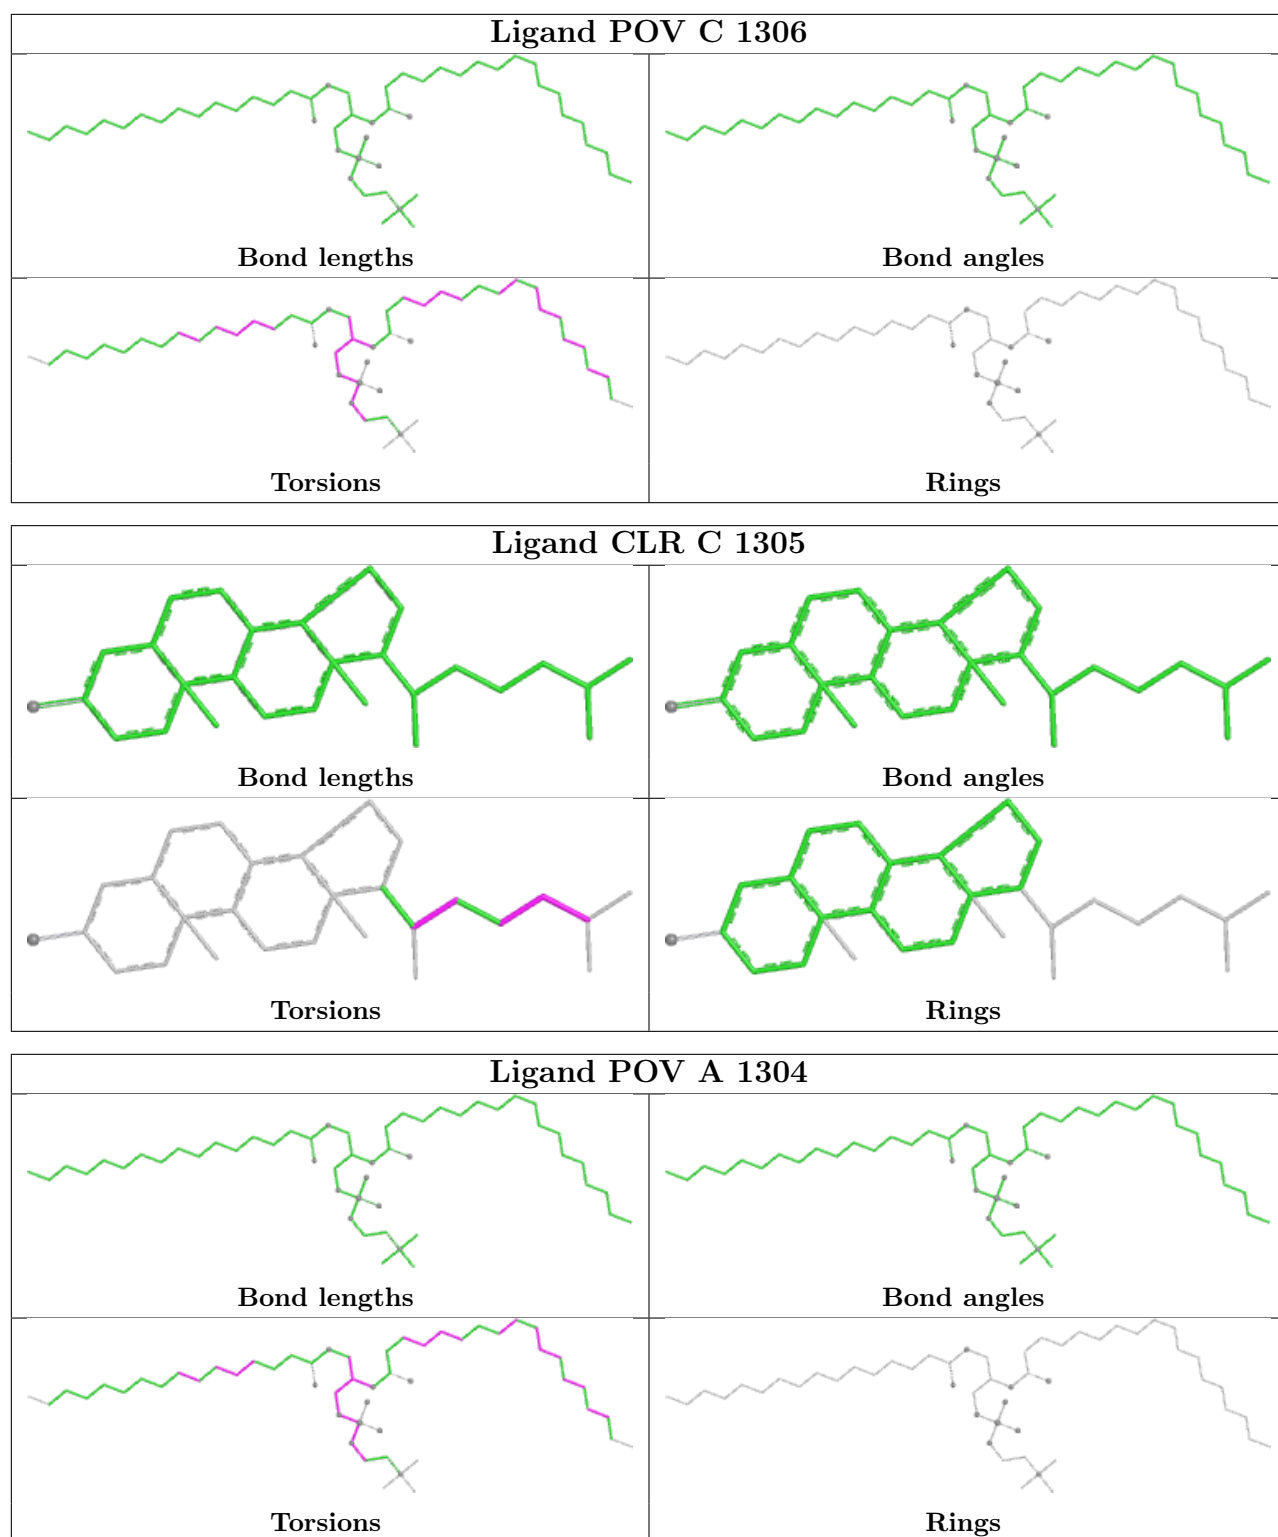 Ligand POV C 1306
Bond lengths
Bond angles
Torsions
Rings
Ligand CLR C 1305
Bond lengths
Bond angles
Torsions
Rings
Ligand POV A 1304
Bond lengths
Bond angles
Torsions
Rings